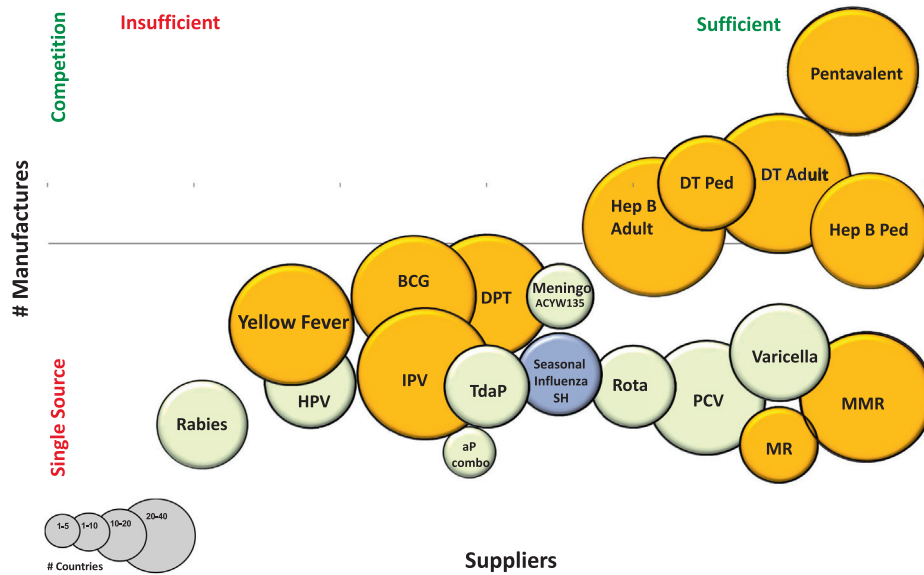 Insufficient
Sufficient
Competition
Pentavalent
# Manufactures
DT Ped
DT Adult
Hep B
Adult
Hep B Ped
BCG
DPT
Meningo
ACYW135
Yellow Fever
Seasonal
Influenza
SH
Varicella
HPV
IPV
TdaP
Rota
PCV
MMR
Single Source
Rabies
aP
combo
MR
1-5
1-10
10-20
20-40
# Countries
Suppliers